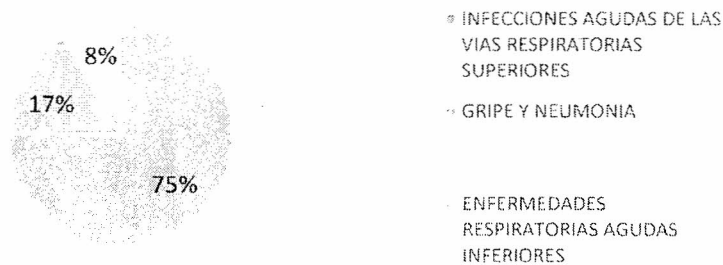 8%
17%
75%
INFECCIONES AGUDAS DE LAS
VIAS RESPIRATORIAS
SUPERIORES
GRIPE Y NEUMONIA
ENFERMEDADES
RESPIRATORIAS AGUDAS
INFERIORES